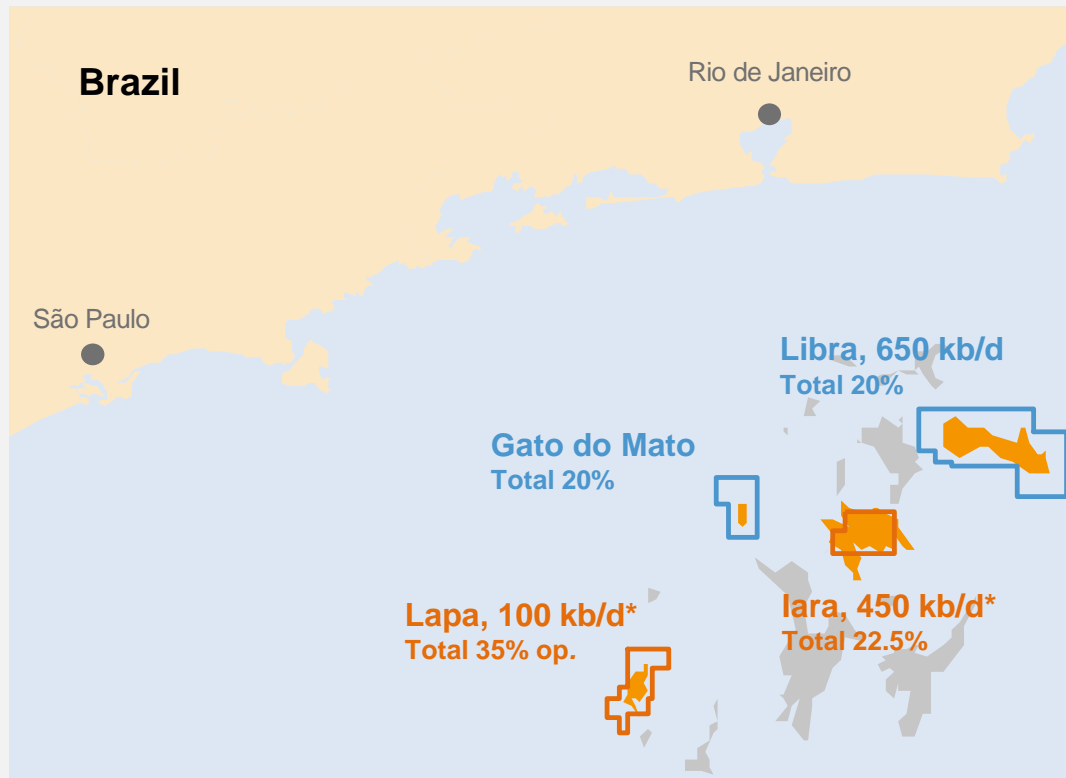 Brazil
Rio de Janeiro
São Paulo
Libra, 650 kb/d
Total 20%
Gato do Mato
Total 20%
Lapa, 100 kb/d*
Total 35% op.
Iara, 450 kb/d*
Total 22.5%